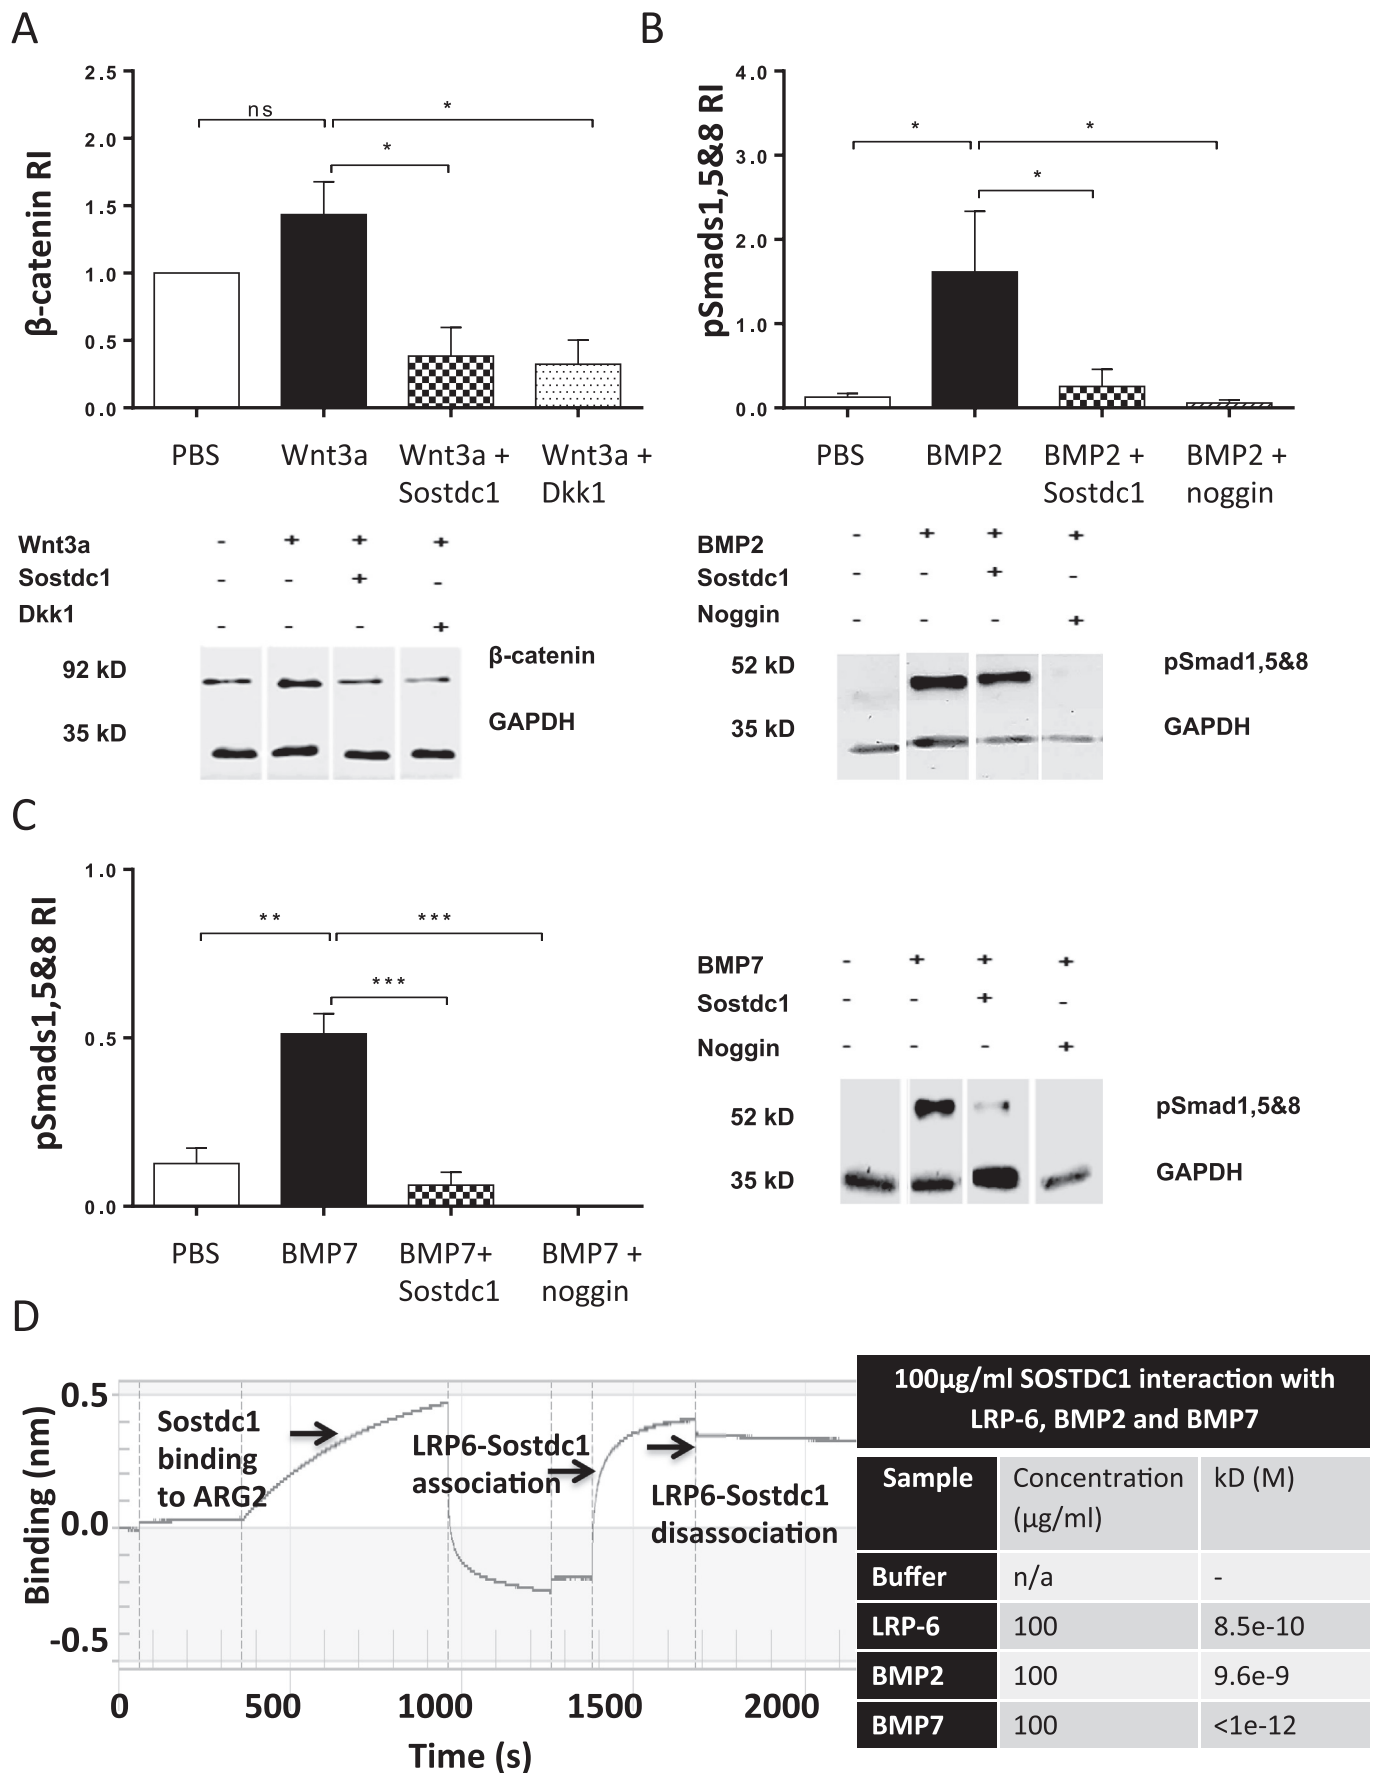 A
2.5
2.0
1.5
1.0
0.5
0.0
β-catenin RI
ns
*
*
PBS
Wnt3a
Wnt3a +
Sostdc1
Wnt3a +
Dkk1
Wnt3a - + + +
Sostdc1 - - + -
Dkk1 - - - +
92 kD
β-catenin
35 kD
GAPDH
B
4.0
3.0
2.0
1.0
0.0
pSmads1,5&8 RI
*
*
*
PBS
BMP2
BMP2 +
Sostdc1
BMP2 +
noggin
BMP2 - + + +
Sostdc1 - - + -
Noggin - - - +
52 kD
pSmad1,5&8
35 kD
GAPDH
C
1.0
0.5
0.0
pSmads1,5&8 RI
**
***
***
PBS
BMP7
BMP7+
Sostdc1
BMP7 +
noggin
BMP7 - + + +
Sostdc1 - - + -
Noggin - - - +
52 kD
pSmad1,5&8
35 kD
GAPDH
D
0.5
0.0
-0.5
Binding (nm)
Sostdc1
binding
to ARG2
LRP6-Sostdc1
association
LRP6-Sostdc1
disassociation
0 500 1000 1500 2000
Time (s)
100μg/ml SOSTDC1 interaction with
LRP-6, BMP2 and BMP7
Sample Concentration kD (M)
(μg/ml)
Buffer n/a -
LRP-6 100 8.5e-10
BMP2 100 9.6e-9
BMP7 100 <1e-12